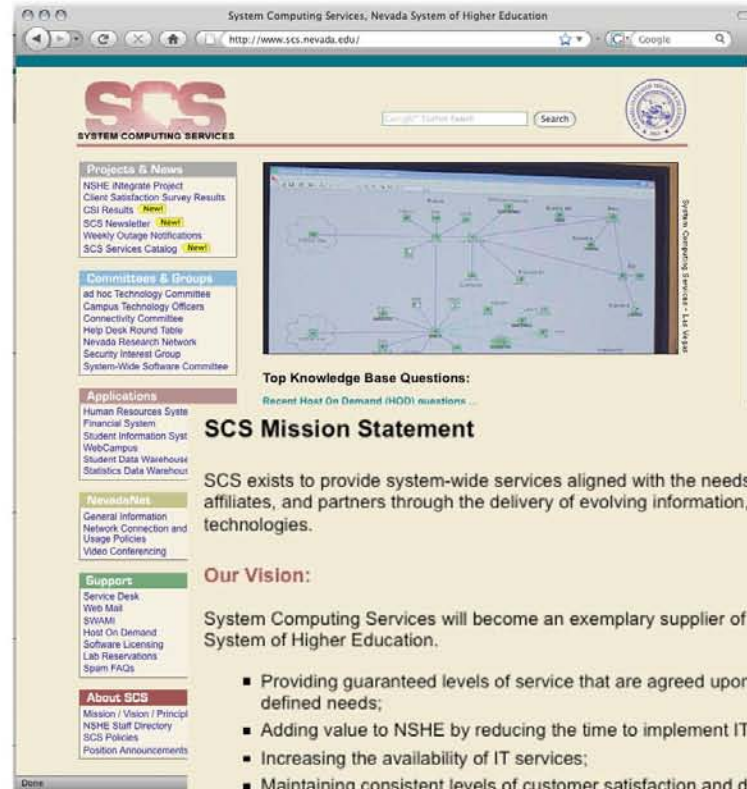 System Computing Services, Nevada System of Higher Education
http://www.scs.nevada.edu/
Google
SCS
SYSTEM COMPUTING SERVICES
Search
Projects & News
NSHE iNtegrate Project
Client Satisfaction Survey Results
CSI Results New!
SCS Newsletter New!
Weekly Outage Notifications
SCS Services Catalog New!
System Computing Services - Las Vegas
Committees & Groups
ad hoc Technology Committee
Campus Technology Officers
Connectivity Committee
Help Desk Round Table
Nevada Research Network
Security Interest Group
System-Wide Software Committee
Top Knowledge Base Questions:
Recent Host On Demand (HOD) questions ...
Applications
Human Resources Syste
Financial System
Student Information Syst
WebCampus
Student Data Warehouse
Statistics Data Warehous
NevadaNet
General Information
Network Connection and
Usage Policies
Video Conferencing
Support
Service Desk
Web Mail
SWAMI
Host On Demand
Software Licensing
Lab Reservations
Spam FAQs
About SCS
Mission / Vision / Principl
NSHE Staff Directory
SCS Policies
Position Announcements
Done
SCS Mission Statement
SCS exists to provide system-wide services aligned with the needs
affiliates, and partners through the delivery of evolving information,
technologies.
Our Vision:
System Computing Services will become an exemplary supplier of
System of Higher Education.
Providing guaranteed levels of service that are agreed upon
defined needs;
Adding value to NSHE by reducing the time to implement IT
Increasing the availability of IT services;
Maintaining consistent levels of customer satisfaction and d